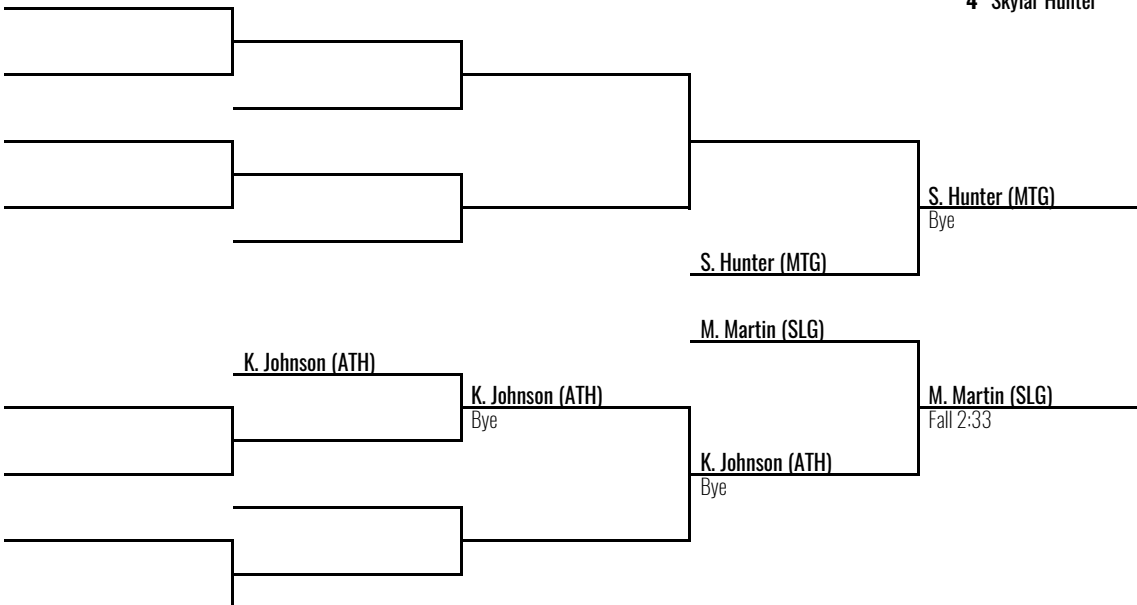 4 Skylar Hunter
S. Hunter (MTG)
Bye
S. Hunter (MTG)
M. Martin (SLG)
K. Johnson (ATH)
K. Johnson (ATH)
Bye
M. Martin (SLG)
Fall 2:33
K. Johnson (ATH)
Bye